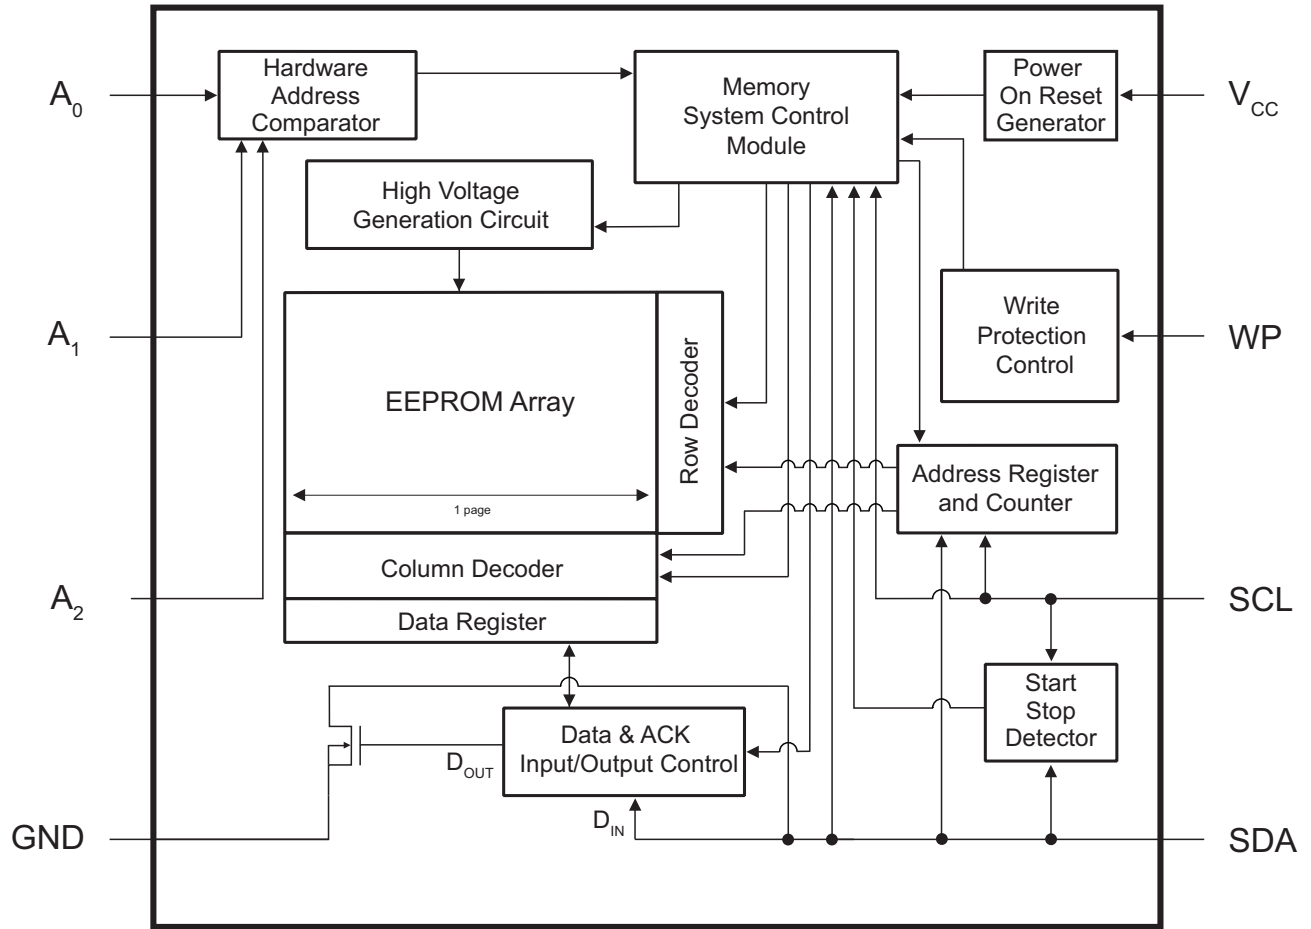 A0
Hardware
Address
Comparator
Memory
System Control
Module
Power
On Reset
Generator
VCC
High Voltage
Generation Circuit
A1
Write
Protection
Control
WP
EEPROM Array
Row Decoder
1 page
Address Register
and Counter
Column Decoder
A2
Data Register
SCL
Start
Stop
Detector
Data & ACK
Input/Output Control
DOUT
DIN
GND
SDA